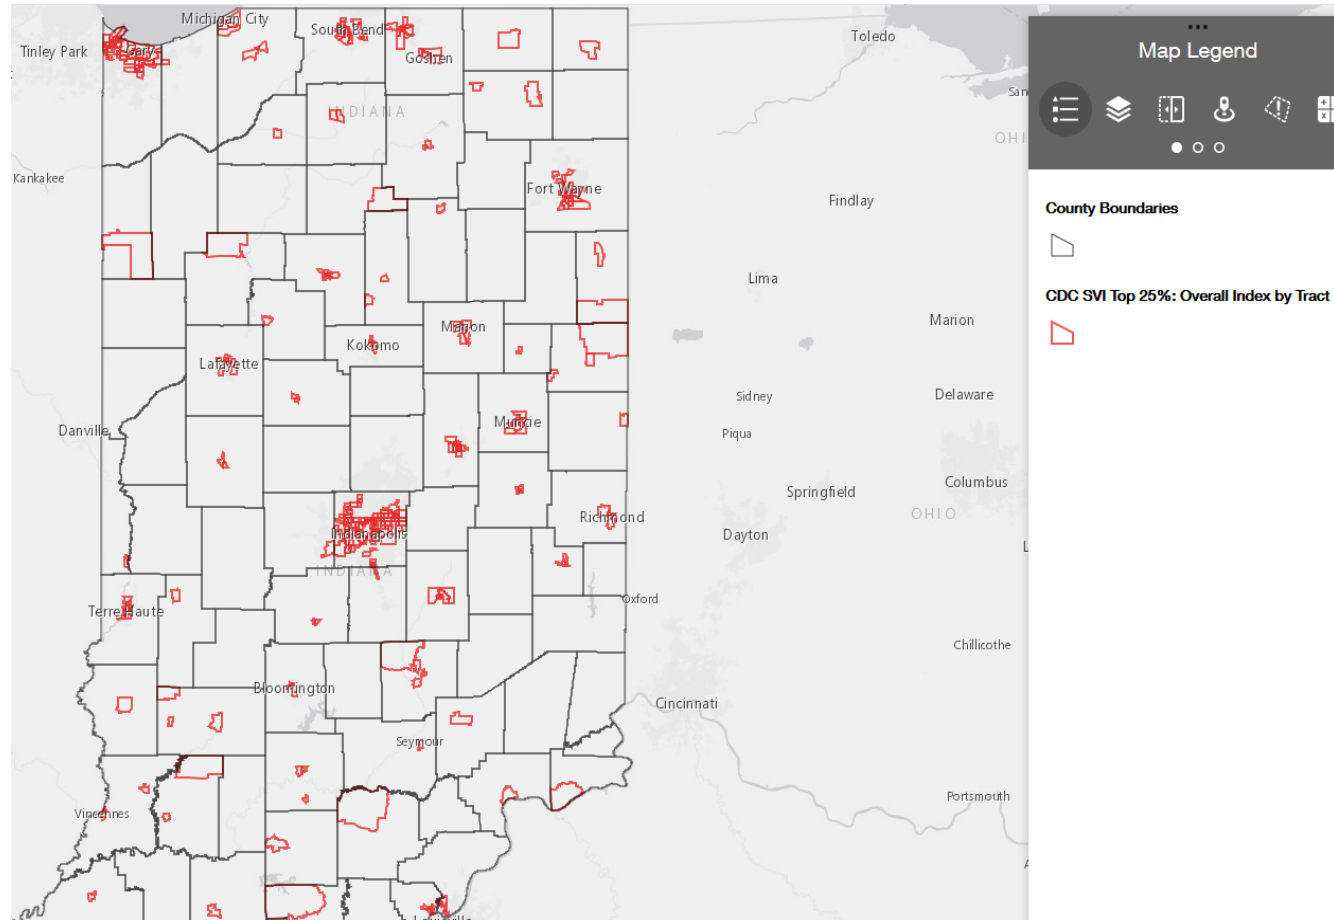 Michigan City
South Bend
Toledo
Tinley Park
Gary
Goshen
INDIANA
OHI
Kankakee
Fort Wayne
Findlay
Lima
Marion
Marion
Kokomo
Lafayette
Sidney
Delaware
Danville
Muncie
Piqua
Columbus
Springfield
OHIO
Richmond
Indianapolis
Dayton
INDIANA
Oxford
Terre Haute
Chillicothe
Bloomington
Cincinnati
Seymour
Portsmouth
Vincennes
Louisville
Map Legend
County Boundaries
CDC SVI Top 25%: Overall Index by Tract